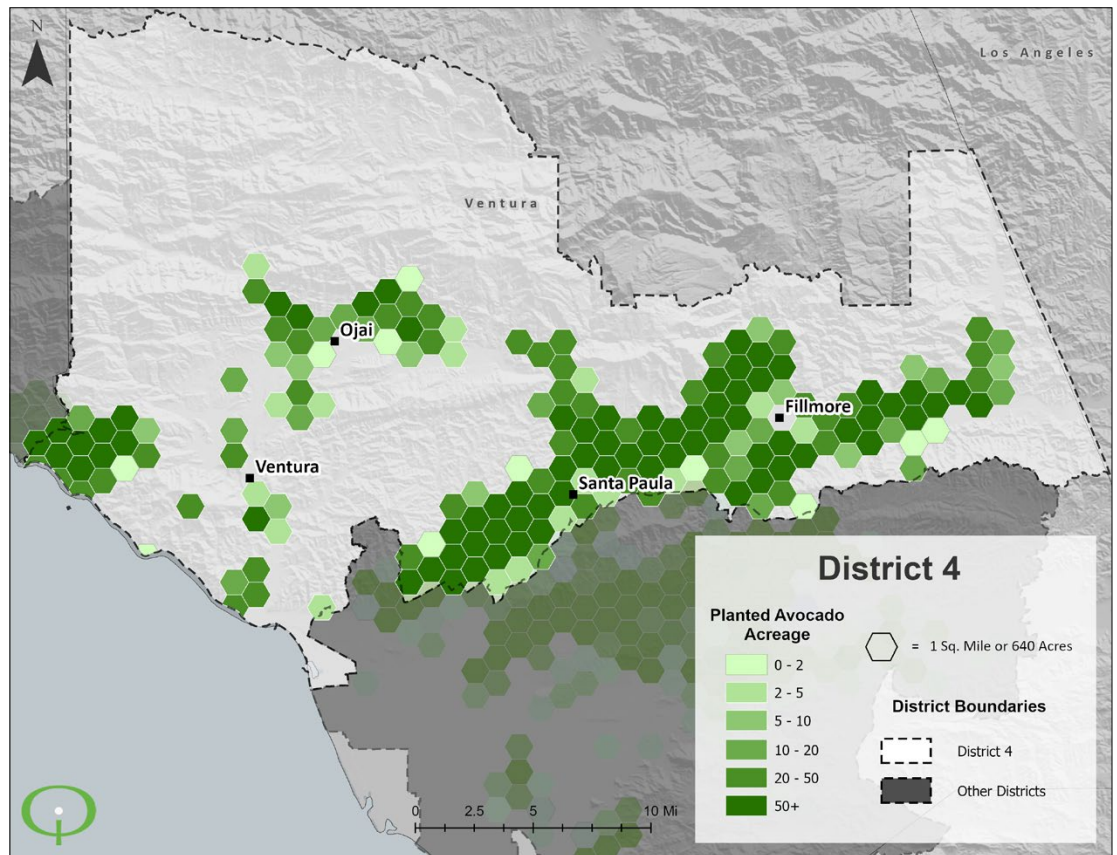 N
Los Angeles
Ventura
Ojai
Fillmore
Ventura
Santa Paula
District 4
Planted Avocado
Acreage
0 - 2
2 - 5
5 - 10
10 - 20
20 - 50
50+
= 1 Sq. Mile or 640 Acres
District Boundaries
District 4
Other Districts
0 2.5 5 10 Mi